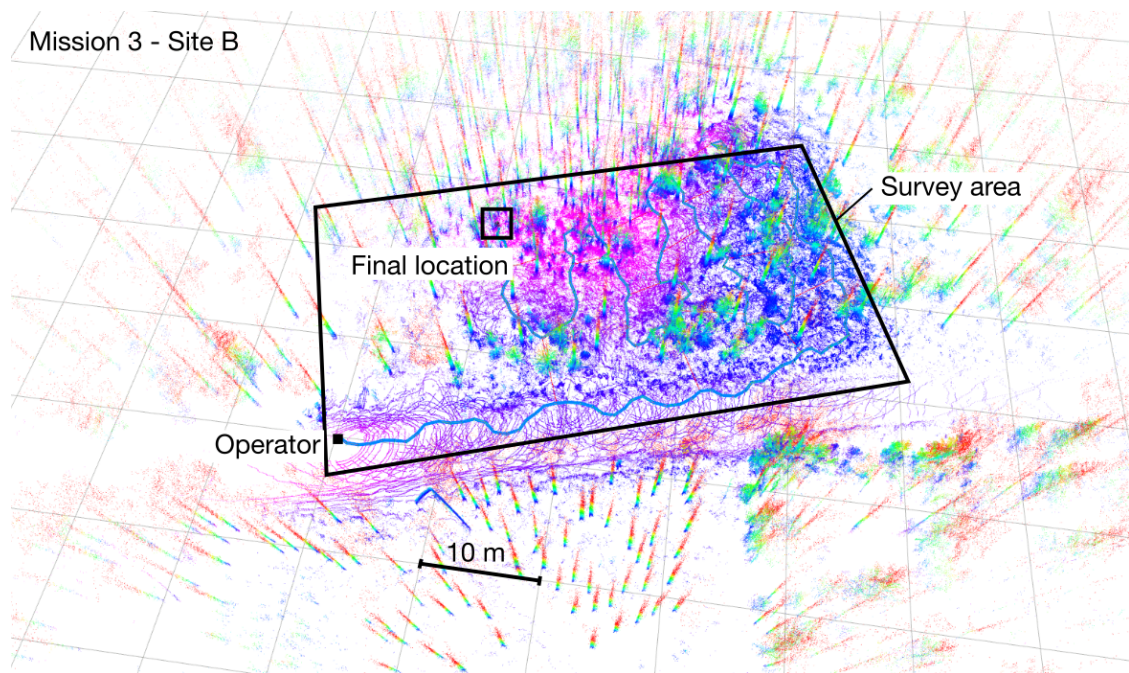 Mission 3 - Site B
Survey area
Final location
Operator
10 m